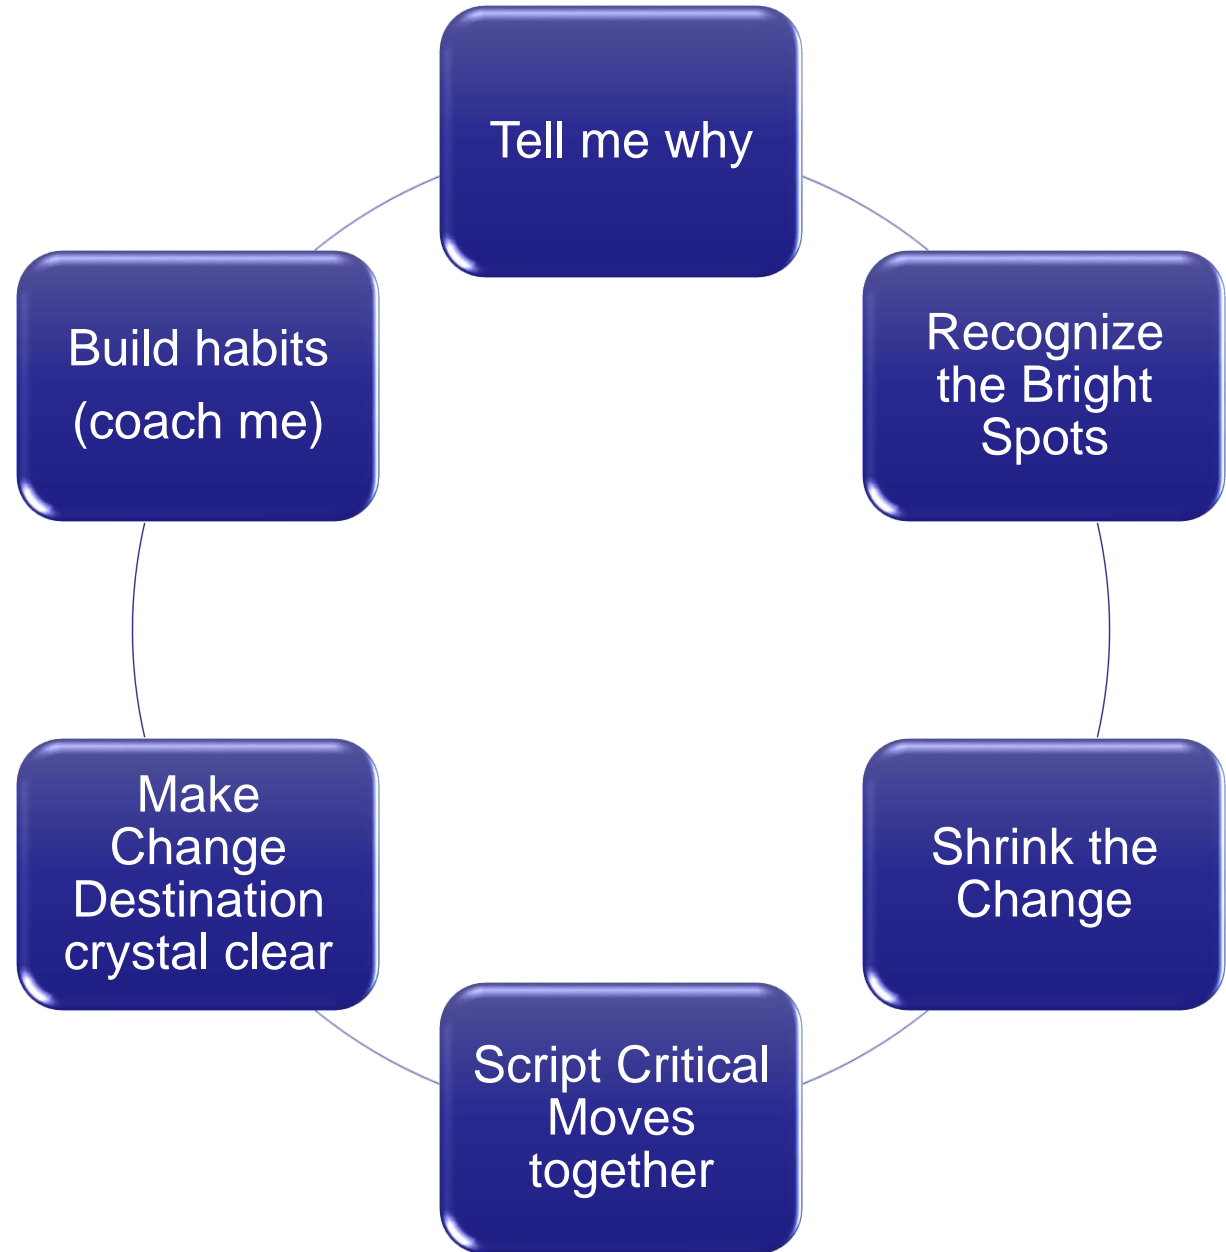 Tell me why
Recognize
the Bright
Spots
Shrink the
Change
Script Critical
Moves
together
Make
Change
Destination
crystal clear
Build habits
(coach me)